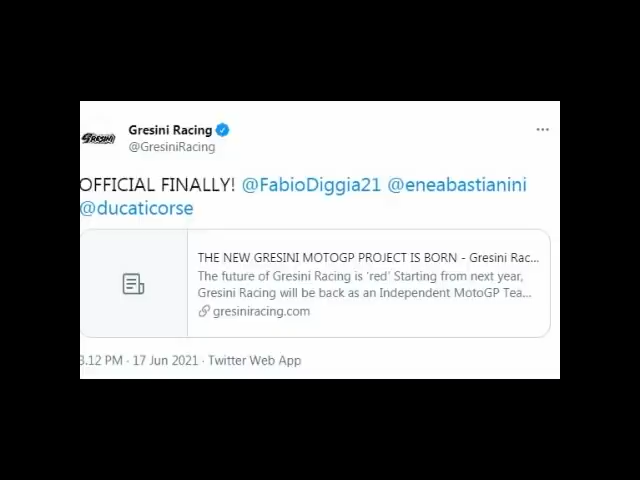 GRESINI
Gresini Racing
@GresiniRacing
OFFICIAL FINALLY! @FabioDiggia21 @eneabastianini
@ducaticorse
THE NEW GRESINI MOTOGP PROJECT IS BORN - Gresini Rac...
The future of Gresini Racing is 'red' Starting from next year,
Gresini Racing will be back as an Independent MotoGP Tea...
gresiniracing.com
3.12 PM · 17 Jun 2021 · Twitter Web App